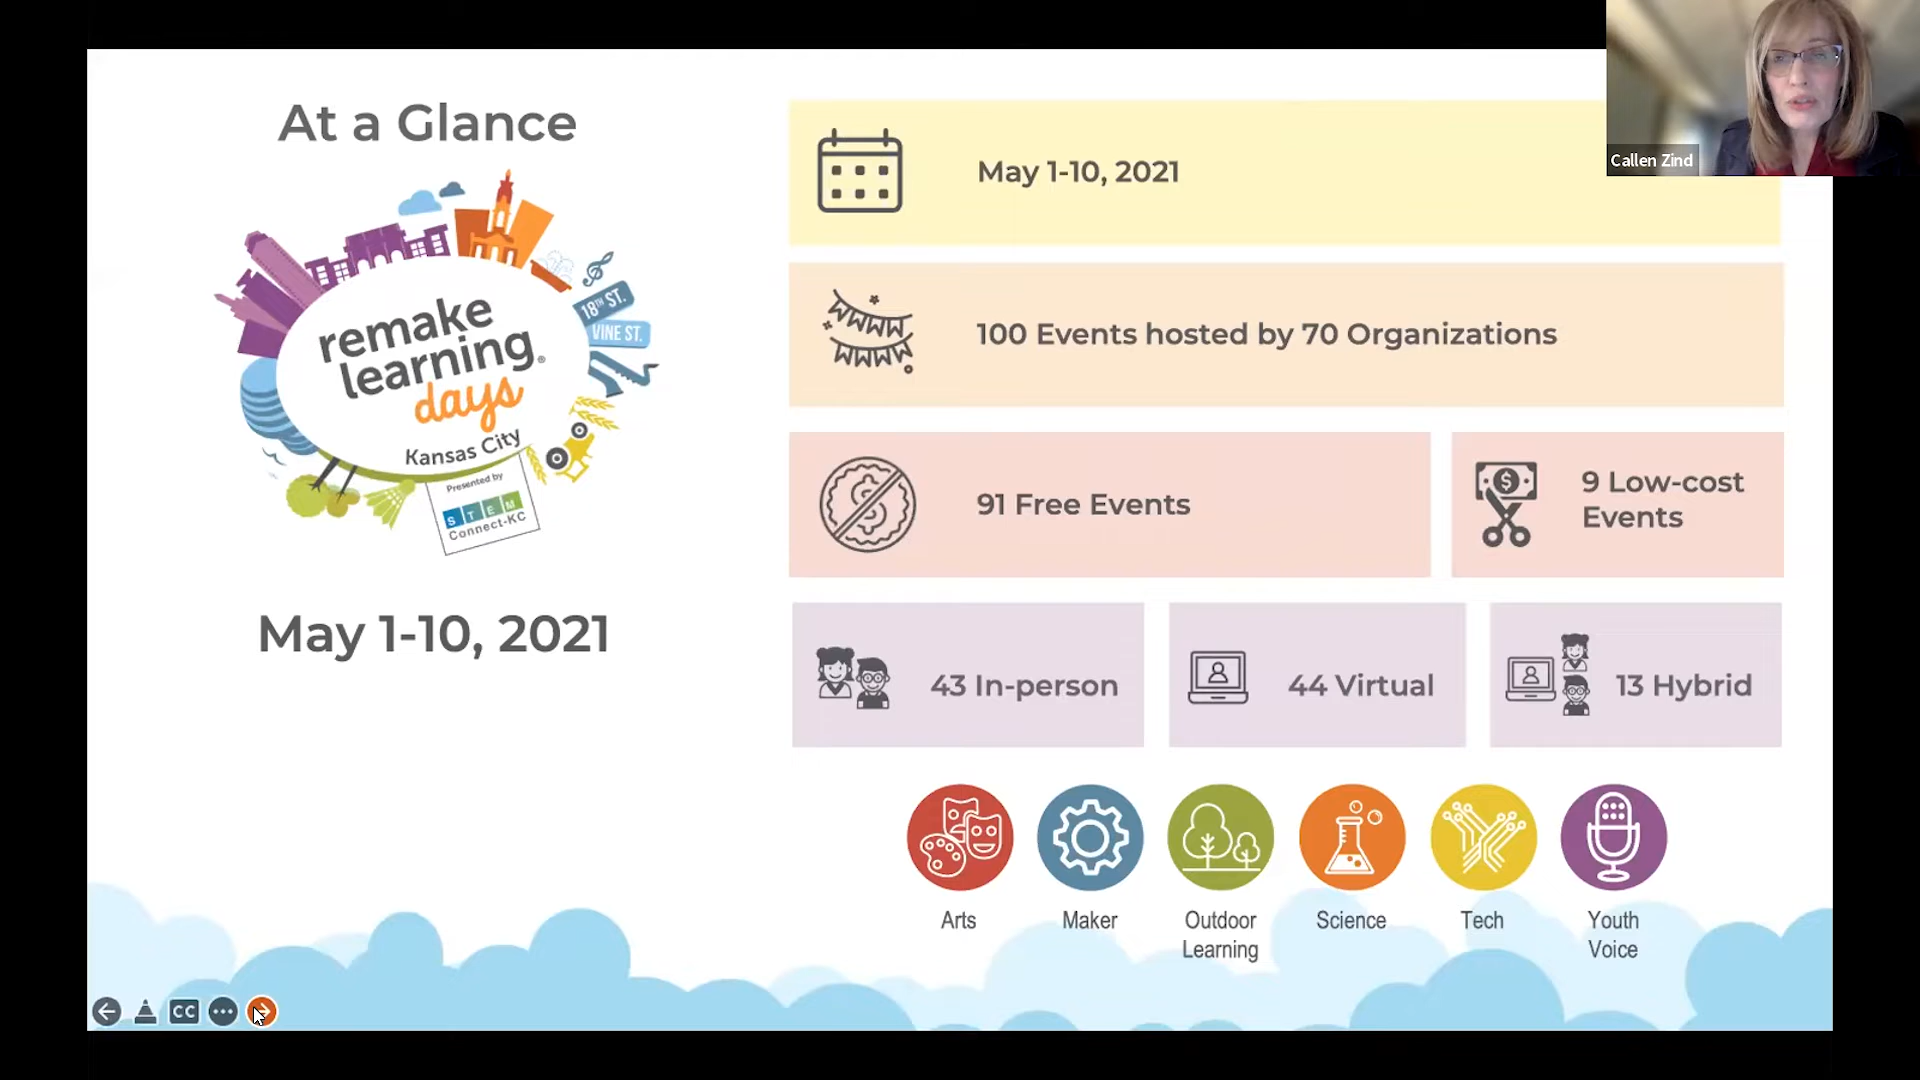 At a Glance
remake
learning®
days
Kansas City
18TH ST.
VINE ST.
Presented by
STEM
Connect-KC
May 1-10, 2021
May 1-10, 2021
100 Events hosted by 70 Organizations
91 Free Events
9 Low-cost
Events
43 In-person
44 Virtual
13 Hybrid
Arts
Maker
Outdoor
Learning
Science
Tech
Youth
Voice
Callen Zind
CC